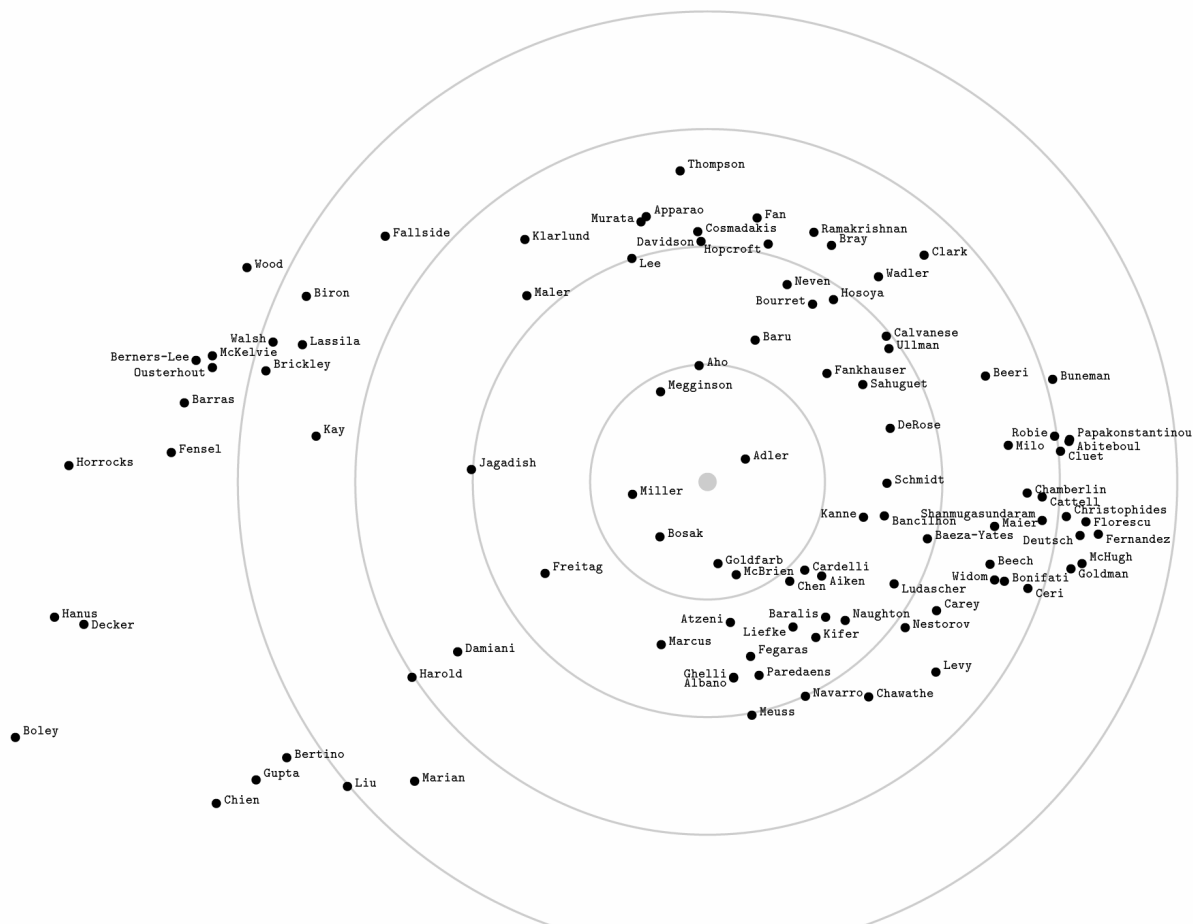 Thompson
Apparao
Murata
Fan
Cosmadakis
Ramakrishnan
Fallside
Klarlund
Davidson
Hopcroft
Bray
Clark
Lee
Wood
Wadler
Neven
Biron
Maler
Hosoya
Bourret
Walsh
Lassila
Baru
Calvanese
Ullman
McKelvie
Berners-Lee
Ousterhout
Brickley
Aho
Fankhauser
Sahuguet
Beeri
Buneman
Megginson
Barras
Kay
DeRose
Robie
Papakonstantinou
Milo
Abiteboul
Cluet
Fensel
Horrocks
Jagadish
Adler
Schmidt
Miller
Chamberlin
Cattell
Kanne
Bancilhon
Shanmugasundaram
Christophides
Maier
Florescu
Bosak
Baeza-Yates
Deutsch
Fernandez
Goldfarb
Beech
McHugh
Freitag
McBrien
Cardelli
Aiken
Chen
Widom
Bonifati
Goldman
Ludascher
Ceri
Hanus
Decker
Atzeni
Baralis
Naughton
Carey
Liefke
Kifer
Nestorov
Marcus
Damiani
Fegaras
Harold
Ghelli
Albano
Paredaens
Levy
Navarro
Chawathe
Meuss
Boley
Bertino
Gupta
Liu
Marian
Chien